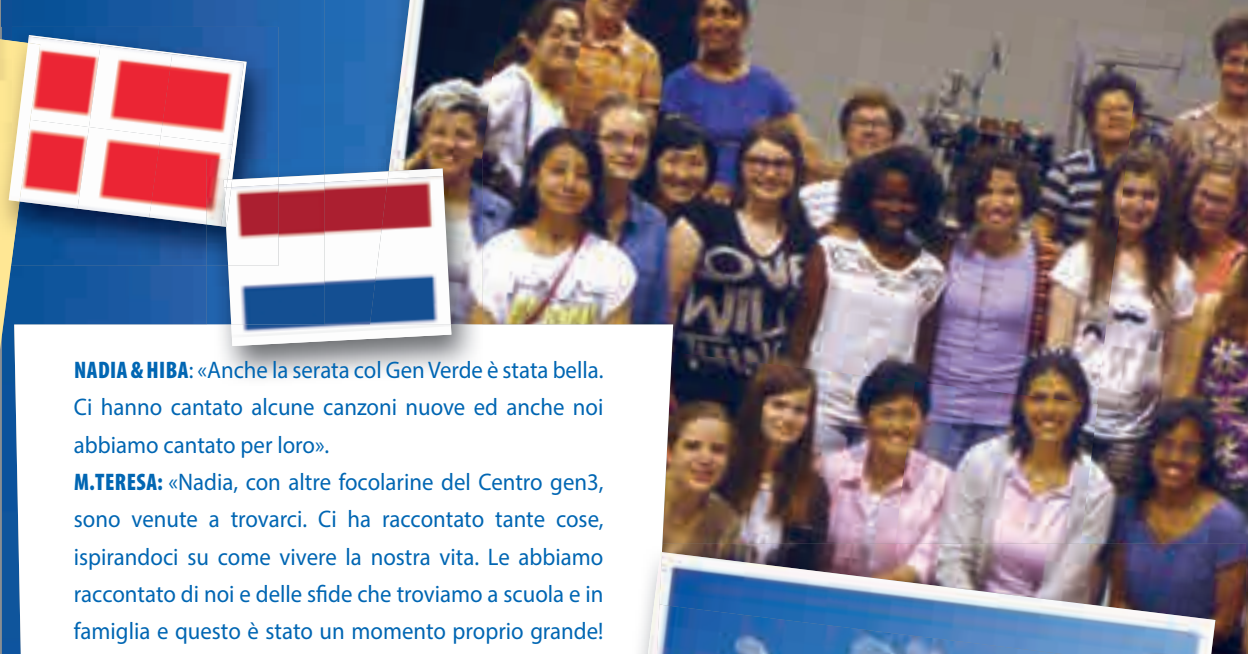 NADIA & HIBA: «Anche la serata col Gen Verde è stata bella.
Ci hanno cantato alcune canzoni nuove ed anche noi
abbiamo cantato per loro».
M.TERESA: «Nadia, con altre focolarine del Centro gen3,
sono venute a trovarci. Ci ha raccontato tante cose,
ispirandoci su come vivere la nostra vita. Le abbiamo
raccontato di noi e delle sfide che troviamo a scuola e in
famiglia e questo è stato un momento proprio grande!
LOVE
WILL